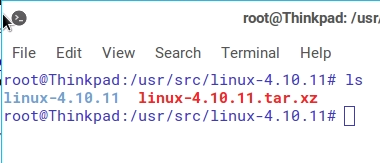 root@Thinkpad: /usr/
File Edit View Search Terminal Help
root@Thinkpad:/usr/src/linux-4.10.11# ls
linux-4.10.11 linux-4.10.11.tar.xz
root@Thinkpad:/usr/src/linux-4.10.11#